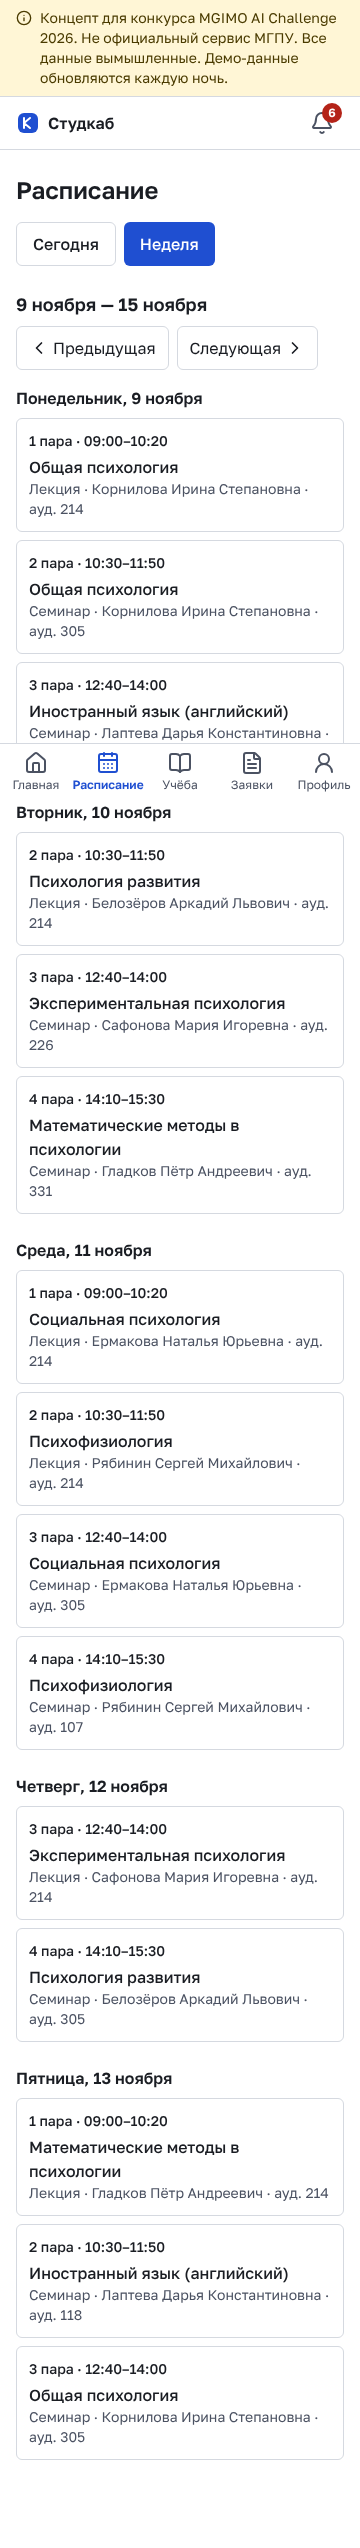 Концепт для конкурса MGIMO AI Challenge
2026. Не официальный сервис МГПУ. Все
данные вымышленные. Демо-данные
обновляются каждую ночь.
Студкаб
6
Расписание
Сегодня
Неделя
9 ноября — 15 ноября
Предыдущая
Следующая
Понедельник, 9 ноября
1 пара · 09:00–10:20
Общая психология
Лекция · Корнилова Ирина Степановна ·
ауд. 214
2 пара · 10:30–11:50
Общая психология
Семинар · Корнилова Ирина Степановна ·
ауд. 305
3 пара · 12:40–14:00
Иностранный язык (английский)
Семинар · Лаптева Дарья Константиновна ·
Главная
Расписание
Учёба
Заявки
Профиль
Вторник, 10 ноября
2 пара · 10:30–11:50
Психология развития
Лекция · Белозёров Аркадий Львович · ауд.
214
3 пара · 12:40–14:00
Экспериментальная психология
Семинар · Сафонова Мария Игоревна · ауд.
226
4 пара · 14:10–15:30
Математические методы в
психологии
Семинар · Гладков Пётр Андреевич · ауд.
331
Среда, 11 ноября
1 пара · 09:00–10:20
Социальная психология
Лекция · Ермакова Наталья Юрьевна · ауд.
214
2 пара · 10:30–11:50
Психофизиология
Лекция · Рябинин Сергей Михайлович ·
ауд. 214
3 пара · 12:40–14:00
Социальная психология
Семинар · Ермакова Наталья Юрьевна ·
ауд. 305
4 пара · 14:10–15:30
Психофизиология
Семинар · Рябинин Сергей Михайлович ·
ауд. 107
Четверг, 12 ноября
3 пара · 12:40–14:00
Экспериментальная психология
Лекция · Сафонова Мария Игоревна · ауд.
214
4 пара · 14:10–15:30
Психология развития
Семинар · Белозёров Аркадий Львович ·
ауд. 305
Пятница, 13 ноября
1 пара · 09:00–10:20
Математические методы в
психологии
Лекция · Гладков Пётр Андреевич · ауд. 214
2 пара · 10:30–11:50
Иностранный язык (английский)
Семинар · Лаптева Дарья Константиновна ·
ауд. 118
3 пара · 12:40–14:00
Общая психология
Семинар · Корнилова Ирина Степановна ·
ауд. 305